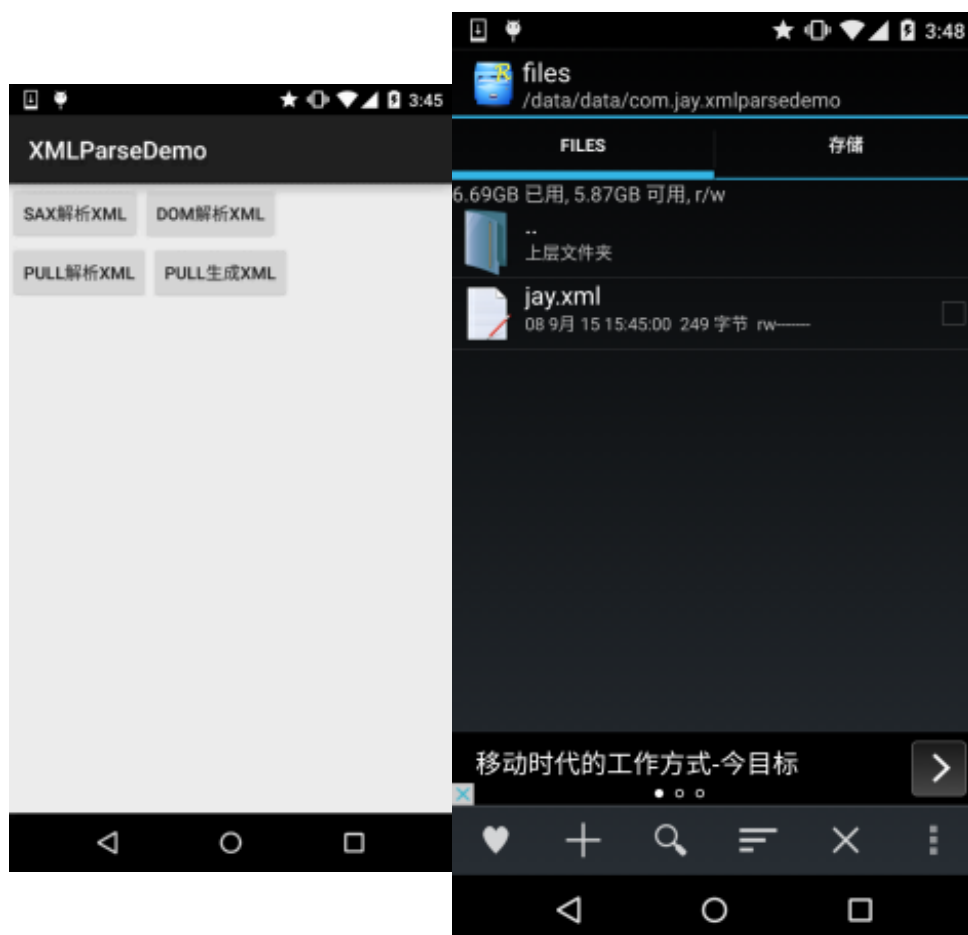 3:45
XMLParseDemo
SAX解析XML DOM解析XML
PULL解析XML PULL生成XML
3:48
files
/data/data/com.jay.xmlparsedemo
FILES 存储
6.69GB 已用, 5.87GB 可用, r/w
..
上层文件夹
jay.xml
08 9月 15 15:45:00 249 字节 rw-------
移动时代的工作方式-今目标